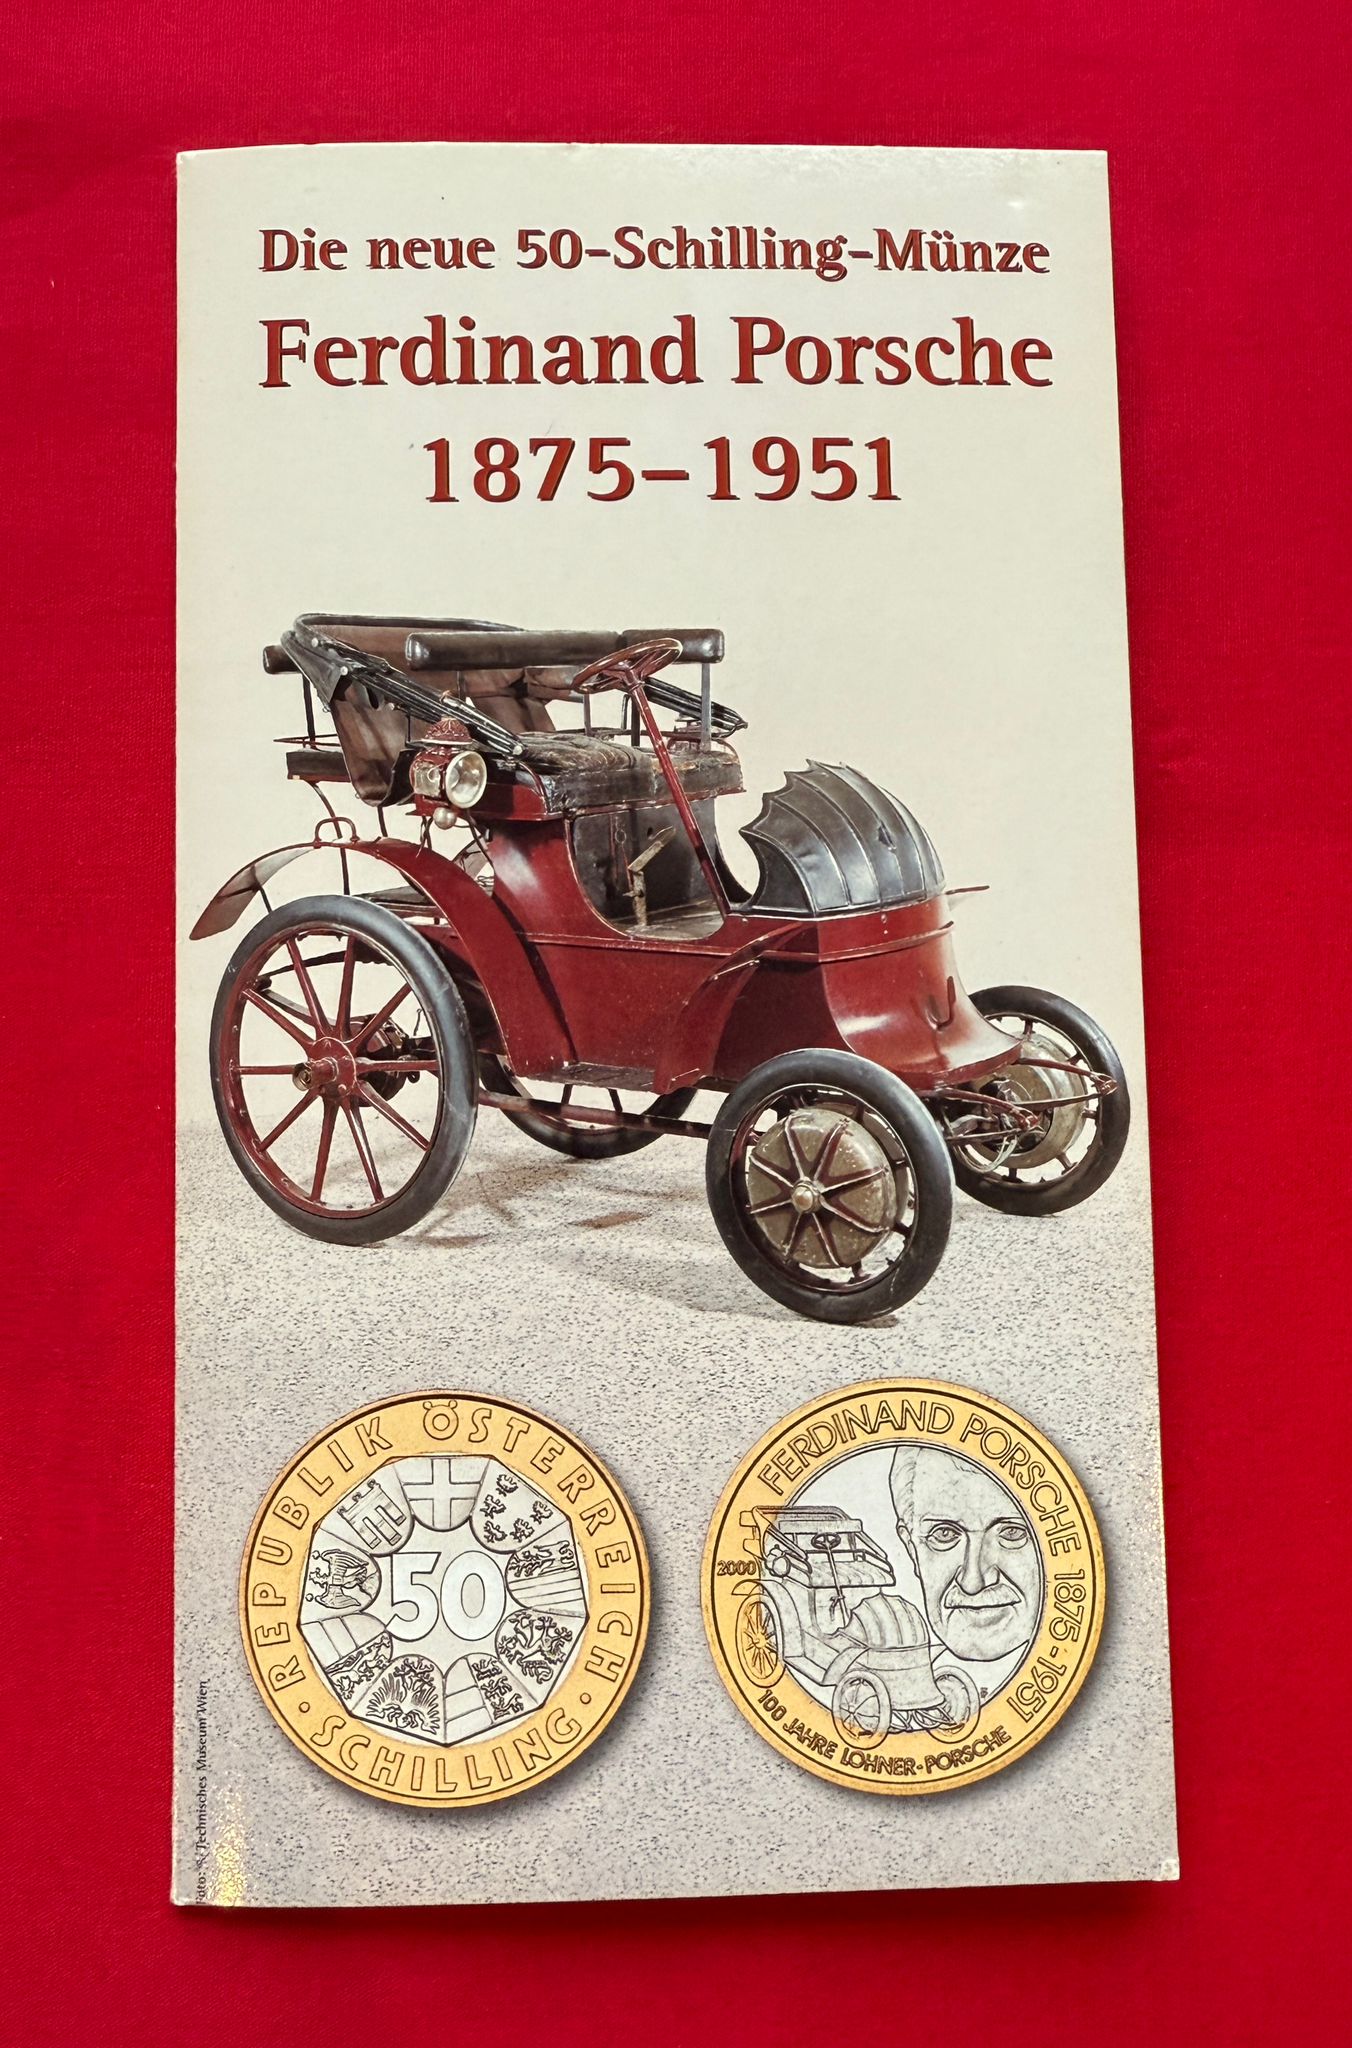 Die neue 50-Schilling-Münze
Ferdinand Porsche
1875-1951
REPUBLIK ÖSTERREICH
50
· SCHILLING ·
FERDINAND PORSCHE 1875-1951
2000
100 JAHRE LOHNER-PORSCHE
Foto: © Technisches Museum Wien